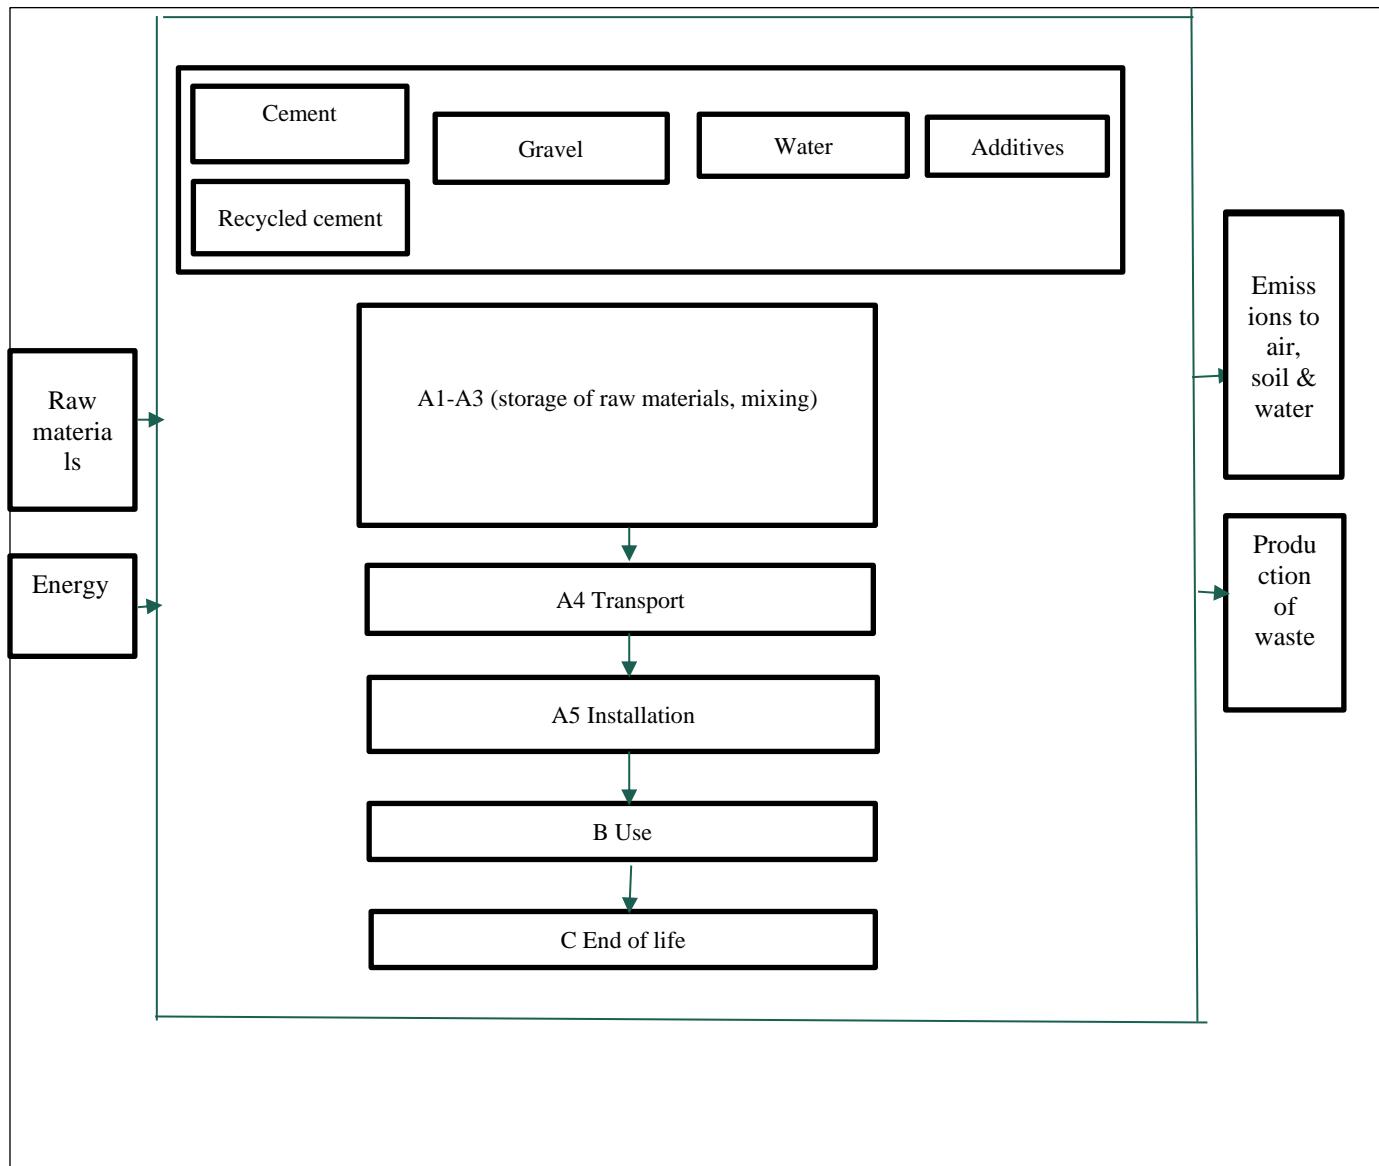 Cement
Gravel
Water
Additives
Recycled cement
Raw
materia
ls
Energy
A1-A3 (storage of raw materials, mixing)
A4 Transport
A5 Installation
B Use
C End of life
Emiss
ions to
air,
soil &
water
Produ
ction
of
waste